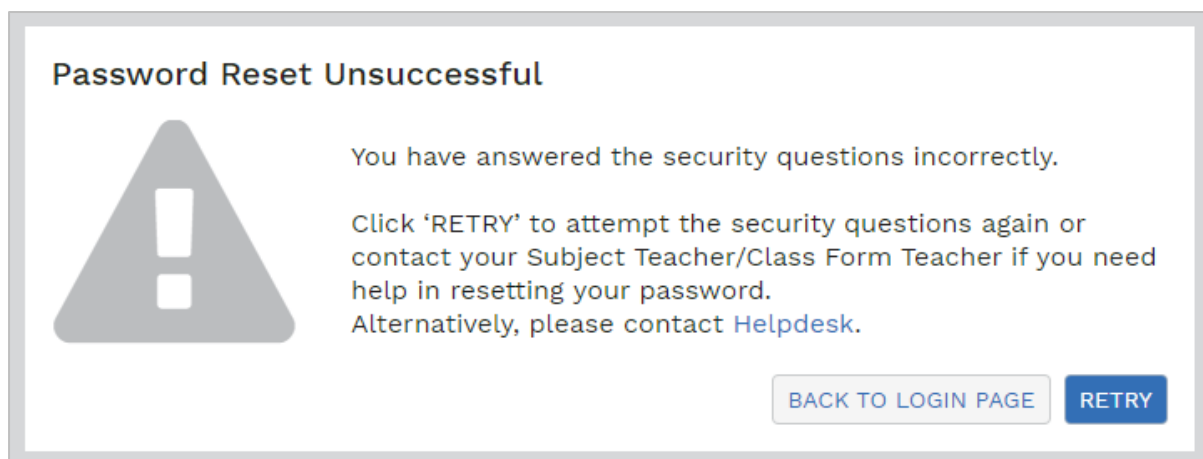 Password Reset Unsuccessful
You have answered the security questions incorrectly.
Click ‘RETRY’ to attempt the security questions again or
contact your Subject Teacher/Class Form Teacher if you need
help in resetting your password.
Alternatively, please contact Helpdesk.
BACK TO LOGIN PAGE
RETRY